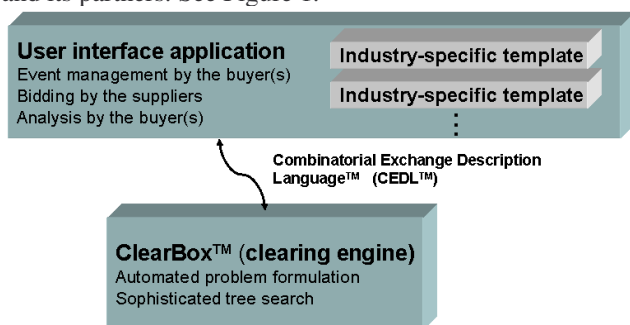 and its partners. See Figure 1.
User interface application
Event management by the buyer(s)
Bidding by the suppliers
Analysis by the buyer(s)
Industry-specific template
Industry-specific template
Combinatorial Exchange Description
Language™ (CEDL™)
ClearBox™ (clearing engine)
Automated problem formulation
Sophisticated tree search